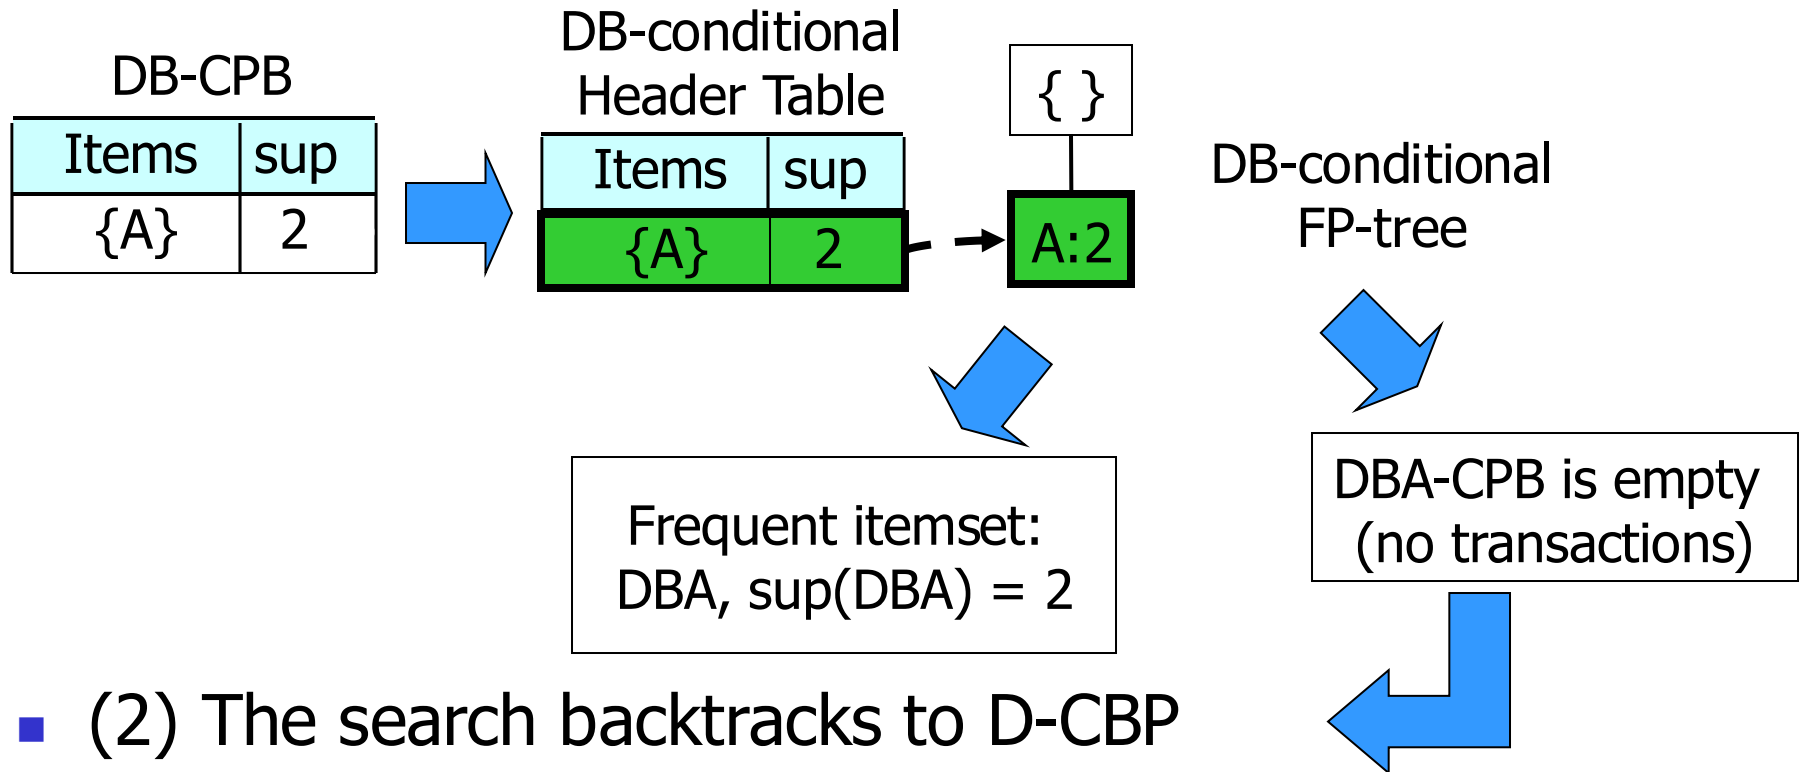 DB-CPB
Items sup
{A} 2
DB-conditional
Header Table
Items sup
{A} 2
{ }
A:2
DB-conditional
FP-tree
Frequent itemset:
DBA, sup(DBA) = 2
DBA-CPB is empty
(no transactions)
(2) The search backtracks to D-CBP